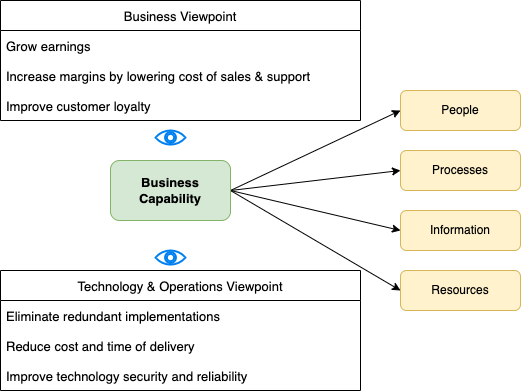 Business Viewpoint
Grow earnings
Increase margins by lowering cost of sales & support
Improve customer loyalty
Business
Capability
People
Processes
Information
Resources
Technology & Operations Viewpoint
Eliminate redundant implementations
Reduce cost and time of delivery
Improve technology security and reliability